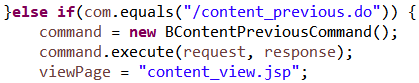 }else if(com.equals("/content_previous.do")) {
    command = new BContentPreviousCommand();
    command.execute(request, response);
    viewPage = "content_view.jsp";